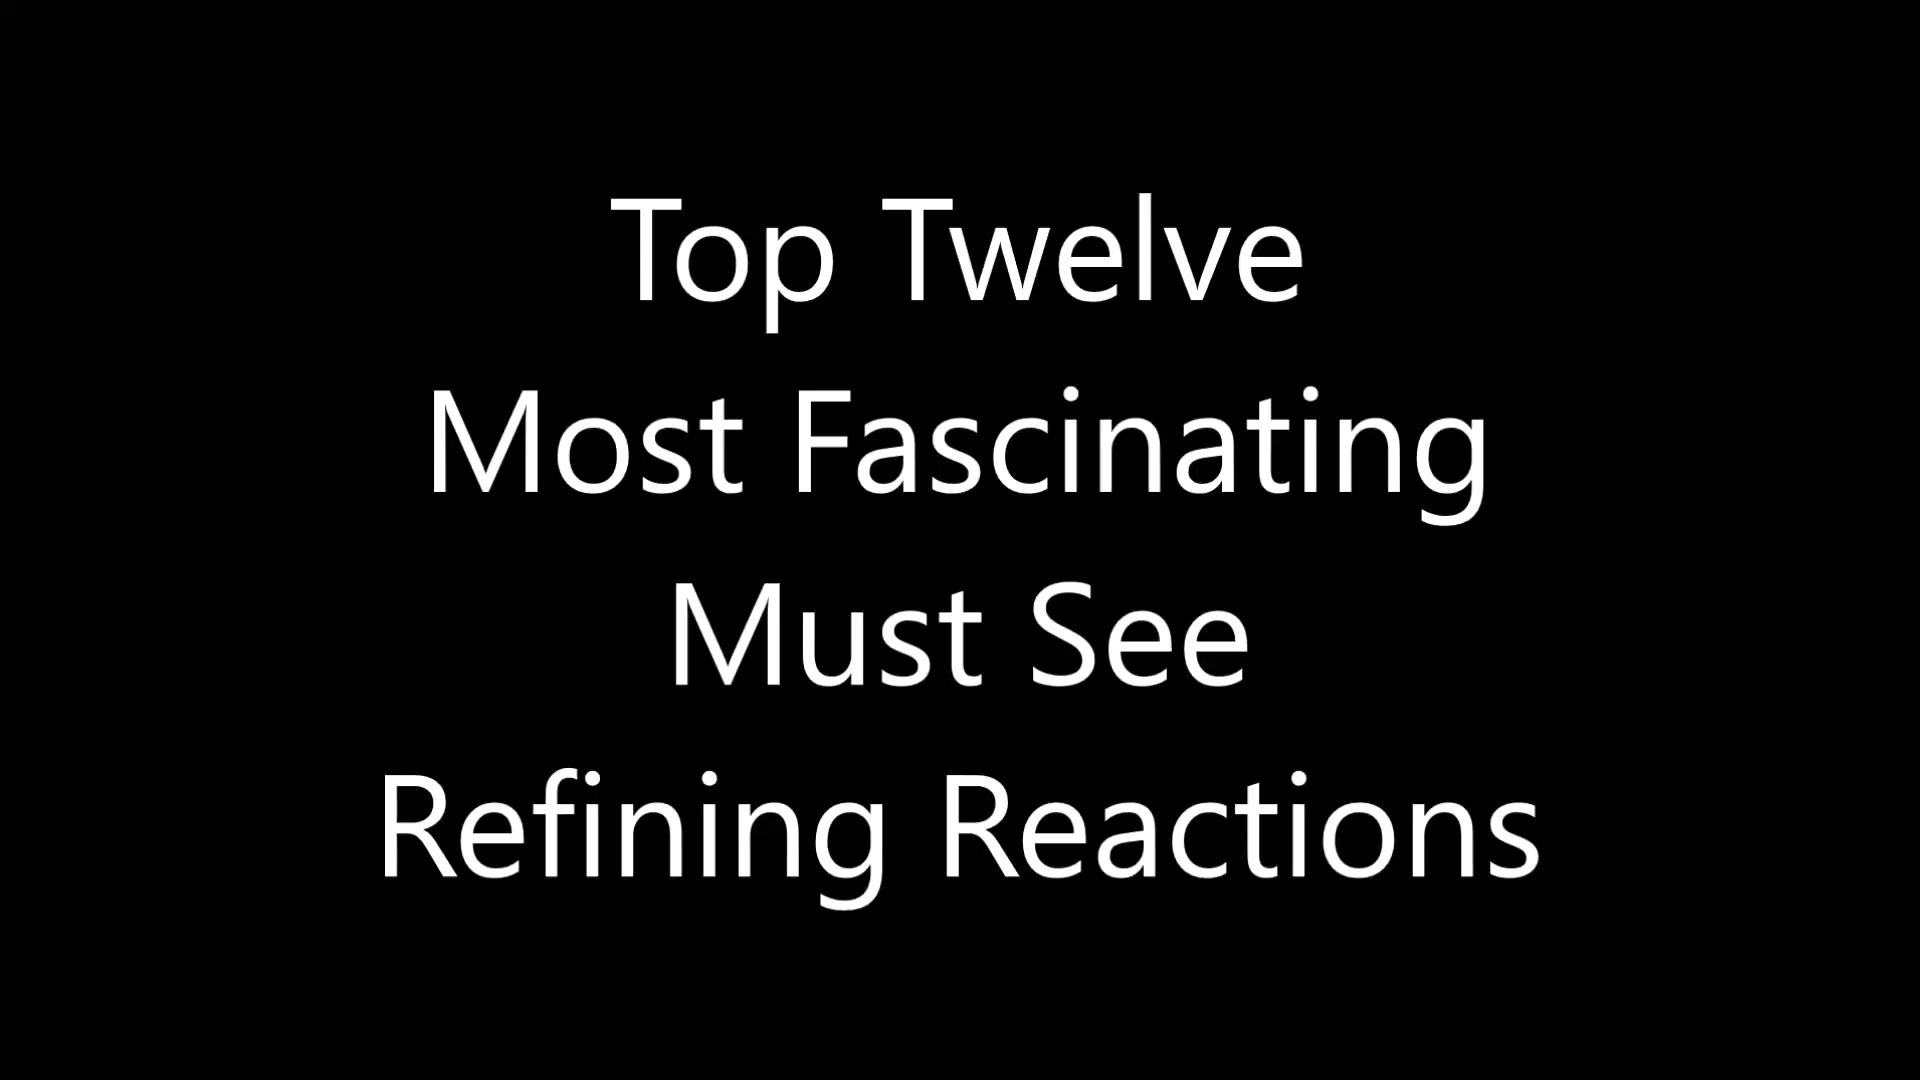 Top Twelve
Most Fascinating
Must See
Refining Reactions